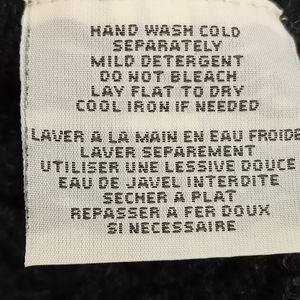 HAND WASH COLD
SEPARATELY
MILD DETERGENT
DO NOT BLEACH
LAY FLAT TO DRY
COOL IRON IF NEEDED
LAVER A LA MAIN EN EAU FROIDE
LAVER SEPAREMENT
UTILISER UNE LESSIVE DOUCE
EAU DE JAVEL INTERDITE
SECHER A PLAT
REPASSER A FER DOUX
SI NECESSAIRE